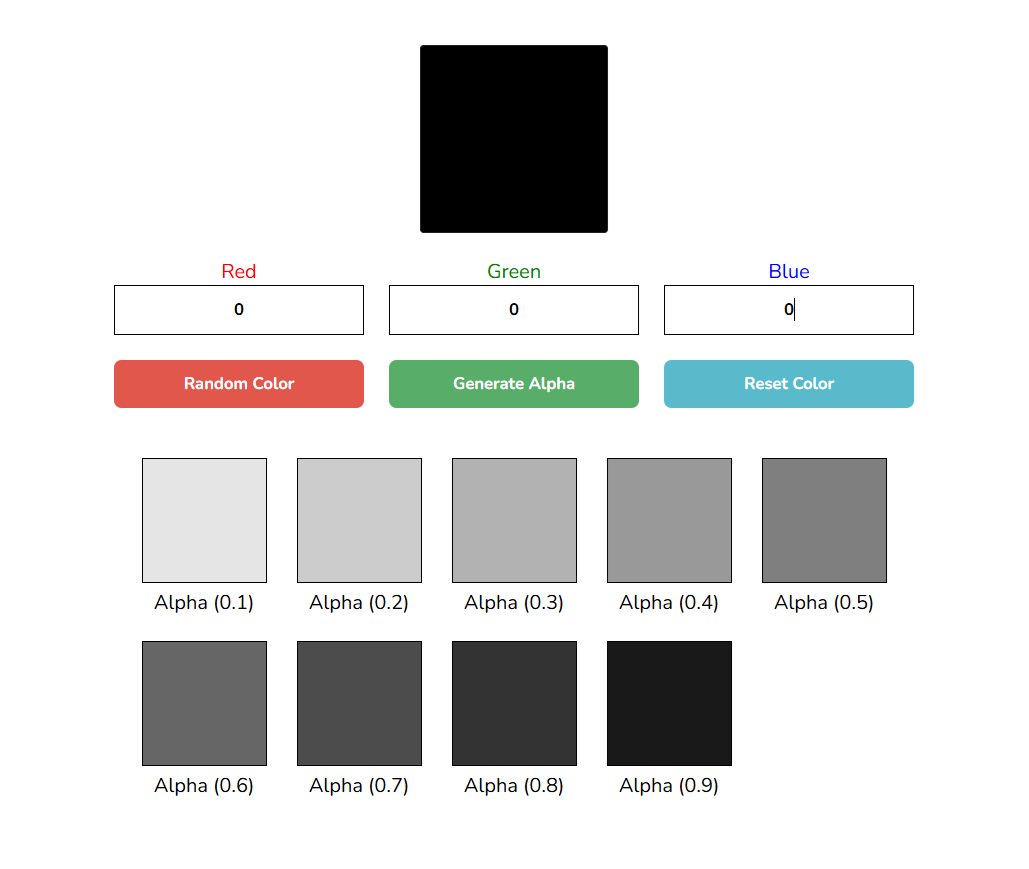 Red Green Blue
0 0 0
Random Color Generate Alpha Reset Color
Alpha (0.1) Alpha (0.2) Alpha (0.3) Alpha (0.4) Alpha (0.5)
Alpha (0.6) Alpha (0.7) Alpha (0.8) Alpha (0.9)